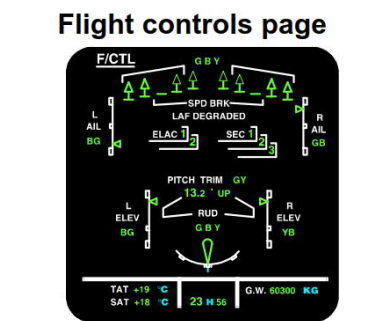 Flight controls page
F/CTL
G B Y
SPD BRK
LAF DEGRADED
L
AIL
BG
R
AIL
GB
ELAC 1
2
SEC 1
2
3
PITCH TRIM GY
13.2 ° UP
L
ELEV
BG
RUD
G B Y
R
ELEV
YB
TAT +19 °C
SAT +18 °C
23 H 56
G.W. 60300 KG